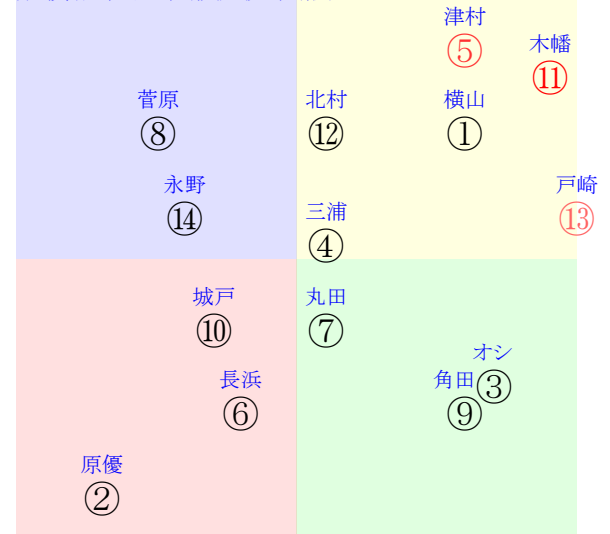 津村
⑤
木幡
⑪
菅原
⑧
北村
⑫
横山
①
永野
⑭
戸崎
⑬
三浦
④
城戸
⑩
丸田
⑦
オシ
③
長浜
⑥
角田
⑨
原優
②